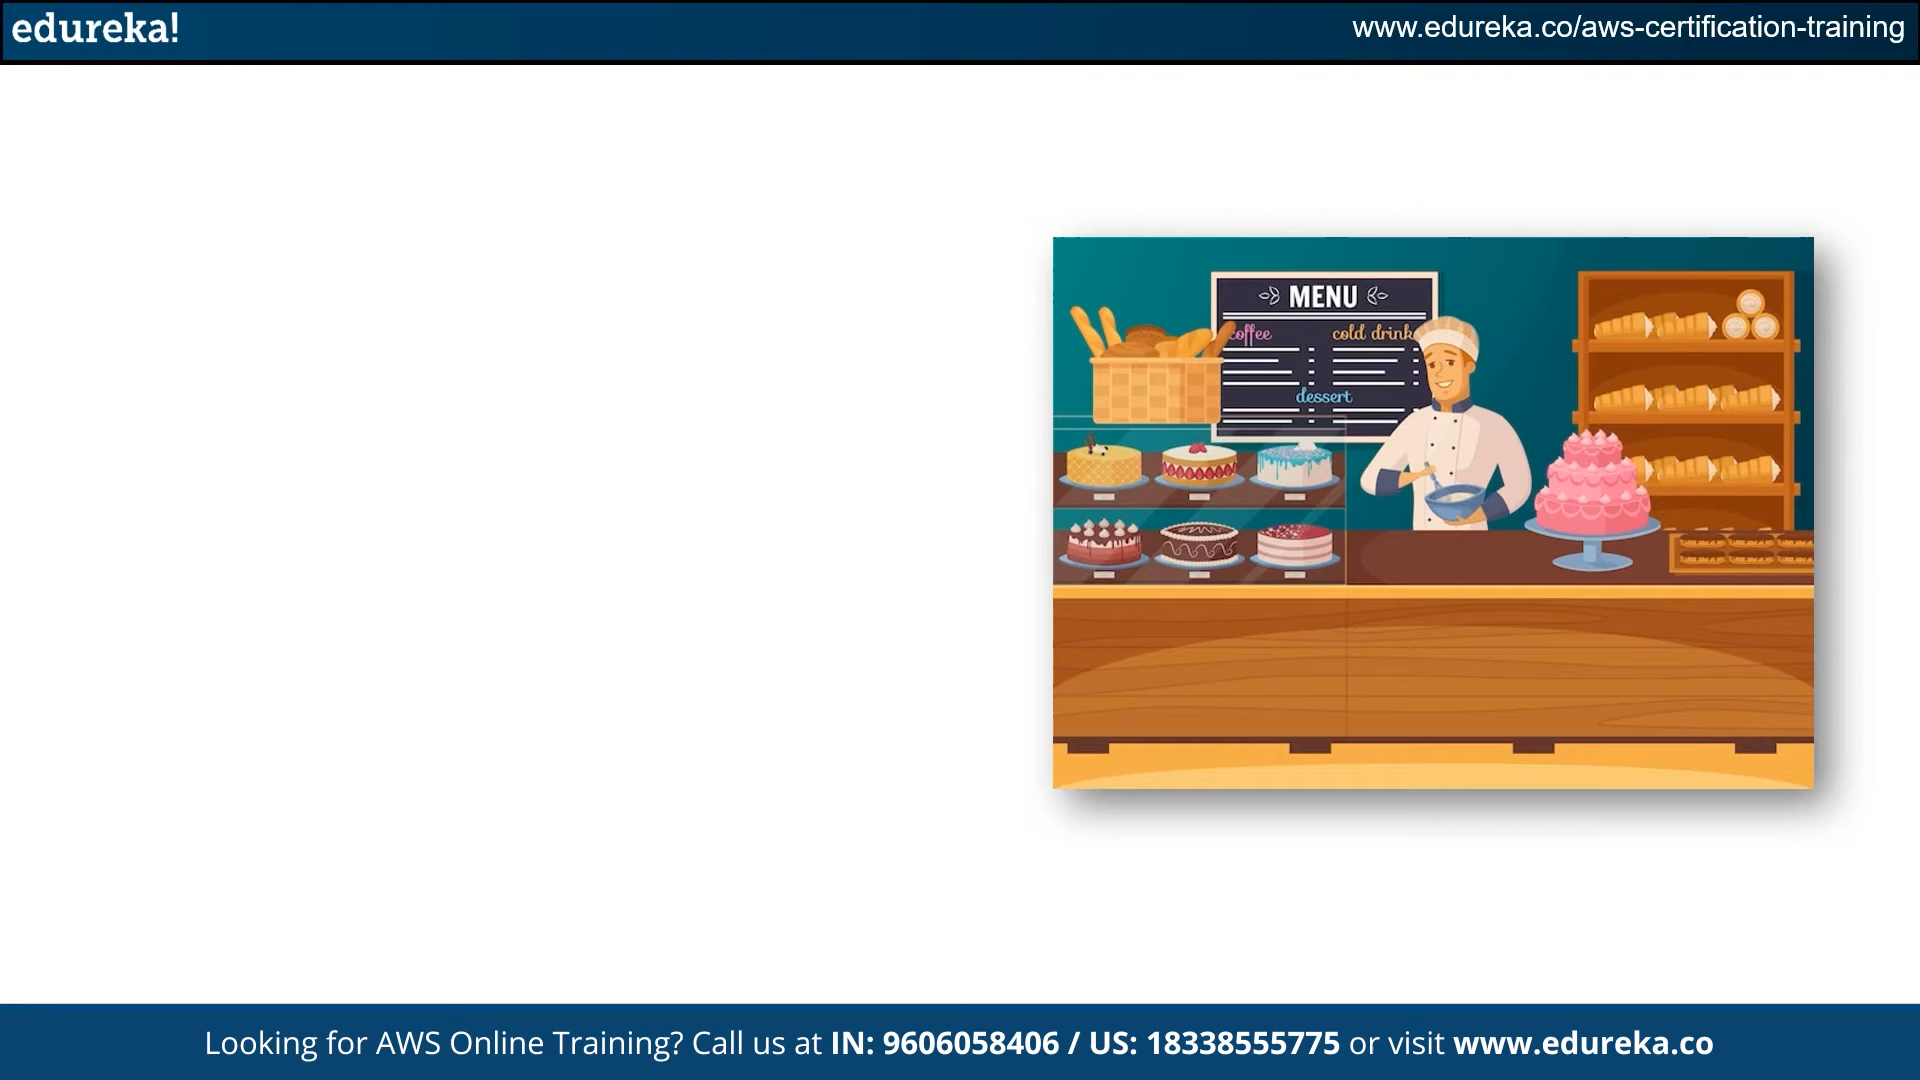 edureka!
www.edureka.co/aws-certification-training
MENU
coffee
cold drink
dessert
Looking for AWS Online Training? Call us at IN: 9606058406 / US: 18338555775 or visit www.edureka.co